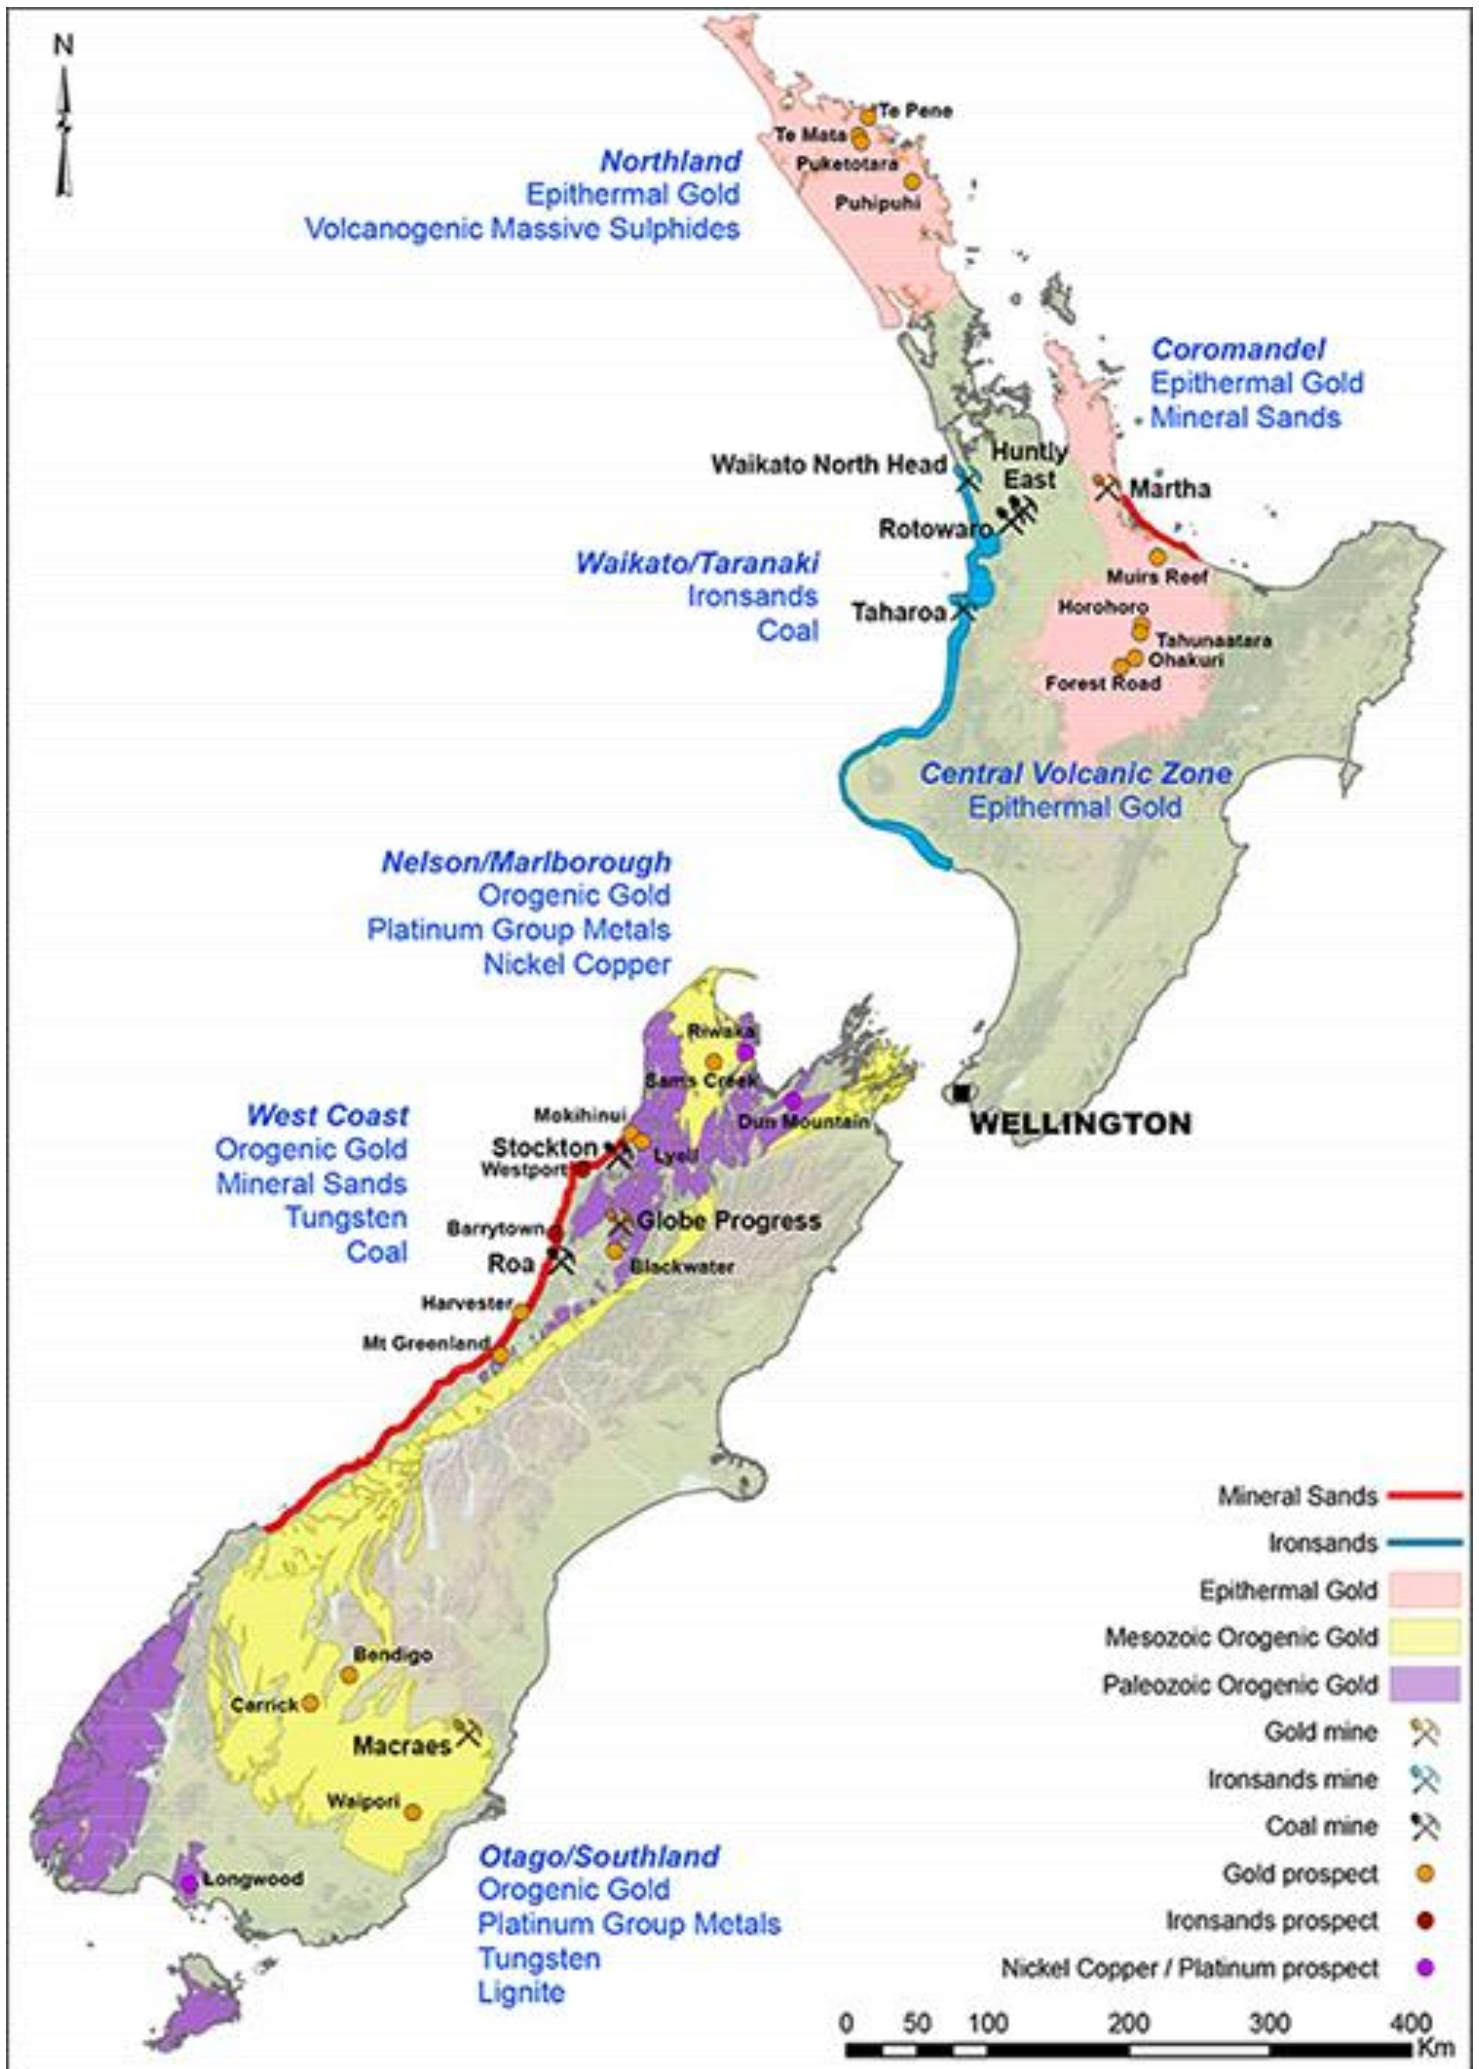 N
Te Pene
Te Mata
Puketotara
Puhipuhi
Northland
Epithermal Gold
Volcanogenic Massive Sulphides
Coromandel
Epithermal Gold
Mineral Sands
Waikato North Head
Huntly
East
Martha
Rotowaro
Muirs Reef
Waikato/Taranaki
Ironsands
Coal
Taharoa
Horohoro
Tahunaatara
Ohakuri
Forest Road
Central Volcanic Zone
Epithermal Gold
Nelson/Marlborough
Orogenic Gold
Platinum Group Metals
Nickel Copper
Riwaka
Sams Creek
Dun Mountain
WELLINGTON
West Coast
Orogenic Gold
Mineral Sands
Tungsten
Coal
Mokihinui
Stockton
Lyell
Westport
Globe Progress
Barrytown
Roa
Blackwater
Harvester
Mt Greenland
Bendigo
Carrick
Macraes
Waipori
Longwood
Otago/Southland
Orogenic Gold
Platinum Group Metals
Tungsten
Lignite
Mineral Sands
Ironsands
Epithermal Gold
Mesozoic Orogenic Gold
Paleozoic Orogenic Gold
Gold mine
Ironsands mine
Coal mine
Gold prospect
Ironsands prospect
Nickel Copper / Platinum prospect
0 50 100 200 300 400
Km